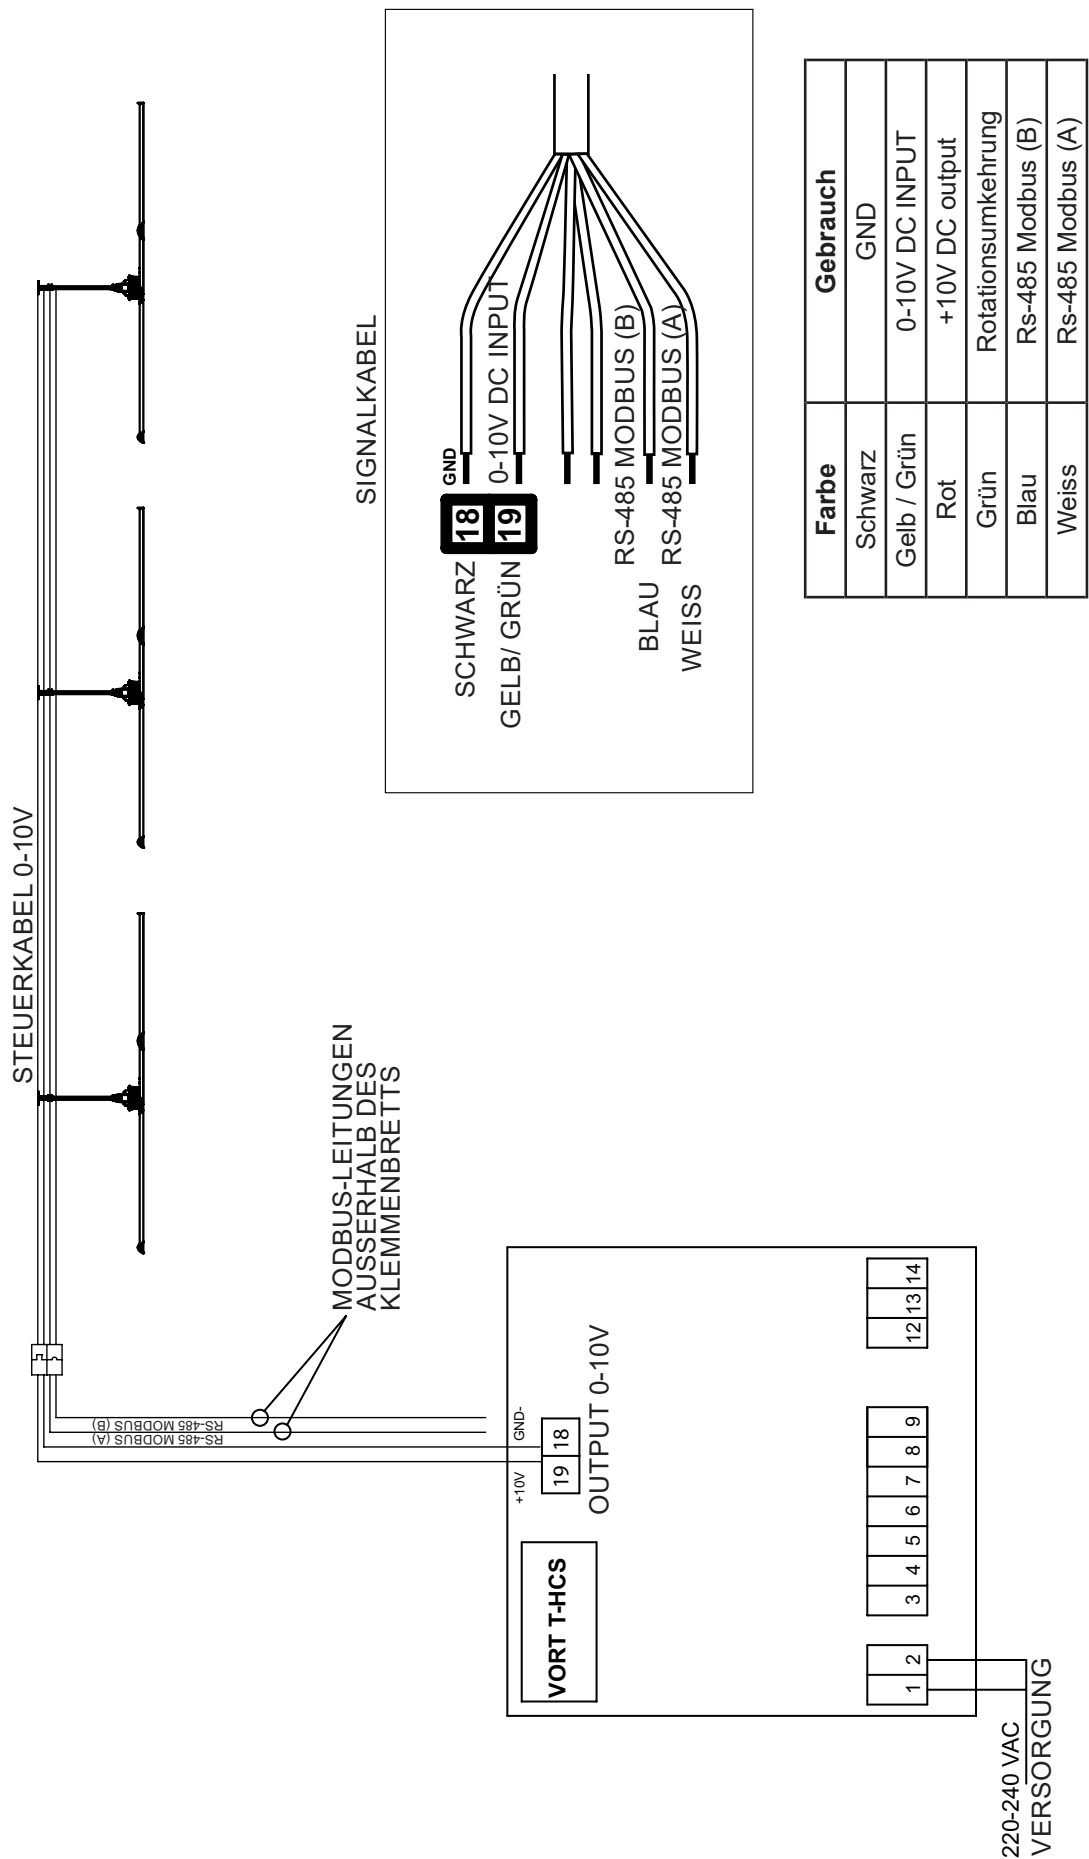 STEUERKABEL 0-10V
RS-485 MODBUS (B)
RS-485 MODBUS (A)
MODBUS-LEITUNGEN
AUSSERHALB DES
KLEMMENBRETTS
+10V
GND-
19
18
OUTPUT 0-10V
VORT T-HCS
1
2
3
4
5
6
7
8
9
12
13
14
220-240 VAC
VERSORGUNG
SIGNALKABEL
SCHWARZ
18
GND
GELB/ GRÜN
19
0-10V DC INPUT
RS-485 MODBUS (B)
BLAU
RS-485 MODBUS (A)
WEISS
Farbe Gebrauch
Schwarz GND
Gelb / Grün 0-10V DC INPUT
Rot +10V DC output
Grün Rotationsumkehrung
Blau Rs-485 Modbus (B)
Weiss Rs-485 Modbus (A)